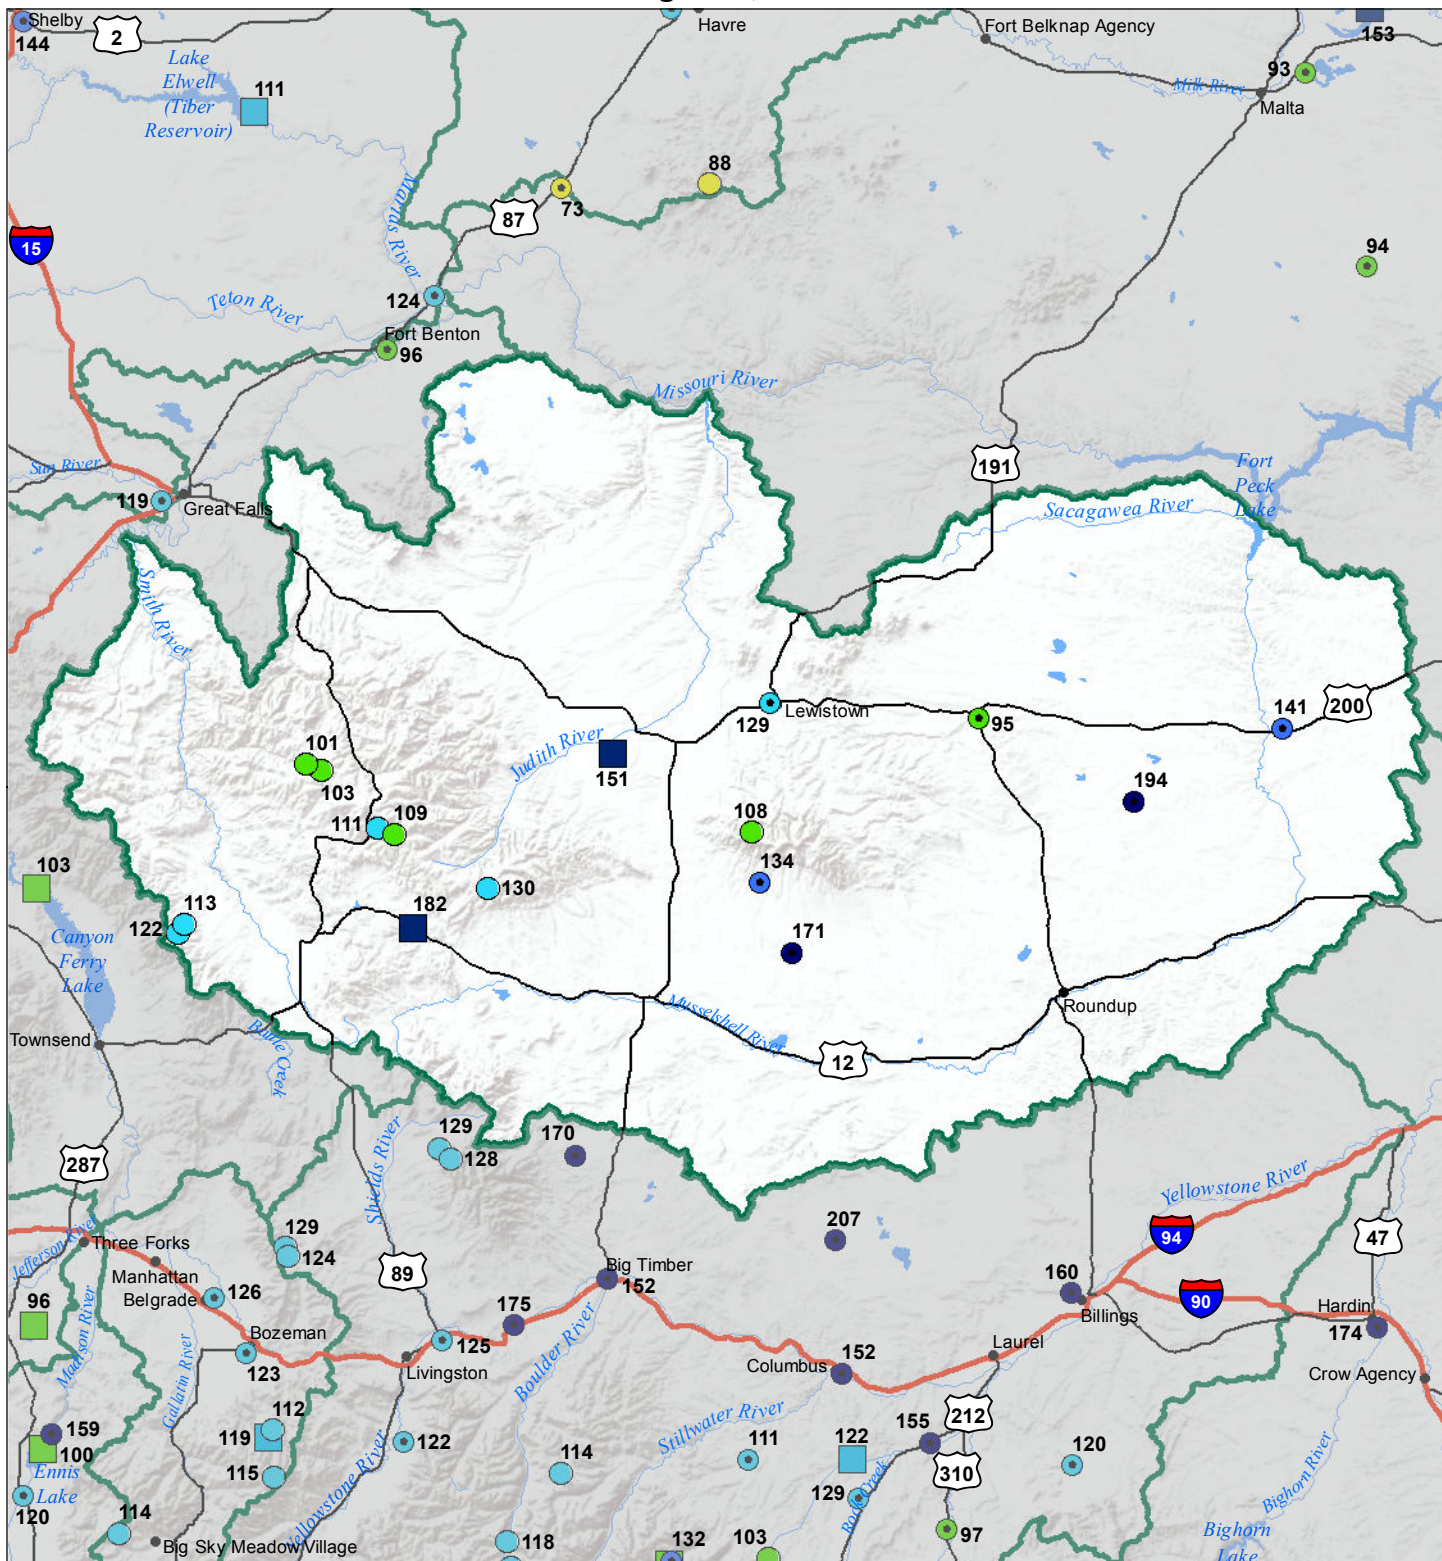 Shelby
144
2
Lake
Elwell
(Tiber
Reservoir)
111
Havre
Fort Belknap Agency
153
93
Milk River
Malta
88
73
87
Marias River
15
94
Teton River
124
Fort Benton
96
Missouri River
191
Fort
Peck
Lake
Sun River
119
Great Falls
Sacagawea River
Smith River
129
Lewistown
95
141
200
Judith River
151
101
103
194
111
109
108
134
103
130
182
113
122
171
Canyon
Ferry
Lake
Musselshell River
Roundup
Townsend
12
129
128
170
287
Shields River
Yellowstone River
Jefferson River
Three Forks
129
124
207
94
47
Manhattan
Belgrade
126
89
Big Timber
152
160
Billings
90
Hardin
174
96
Madison River
Bozeman
123
175
125
Livingston
Boulder River
Columbus
152
Laurel
Crow Agency
Gallatin River
112
119
115
159
100
Ennis
Lake
120
122
Yellowstone River
114
Stillwater River
111
122
155
212
310
120
Bighorn River
129
Rock Creek
114
Big Sky Meadow Village
118
132
103
97
Bighorn
Lake